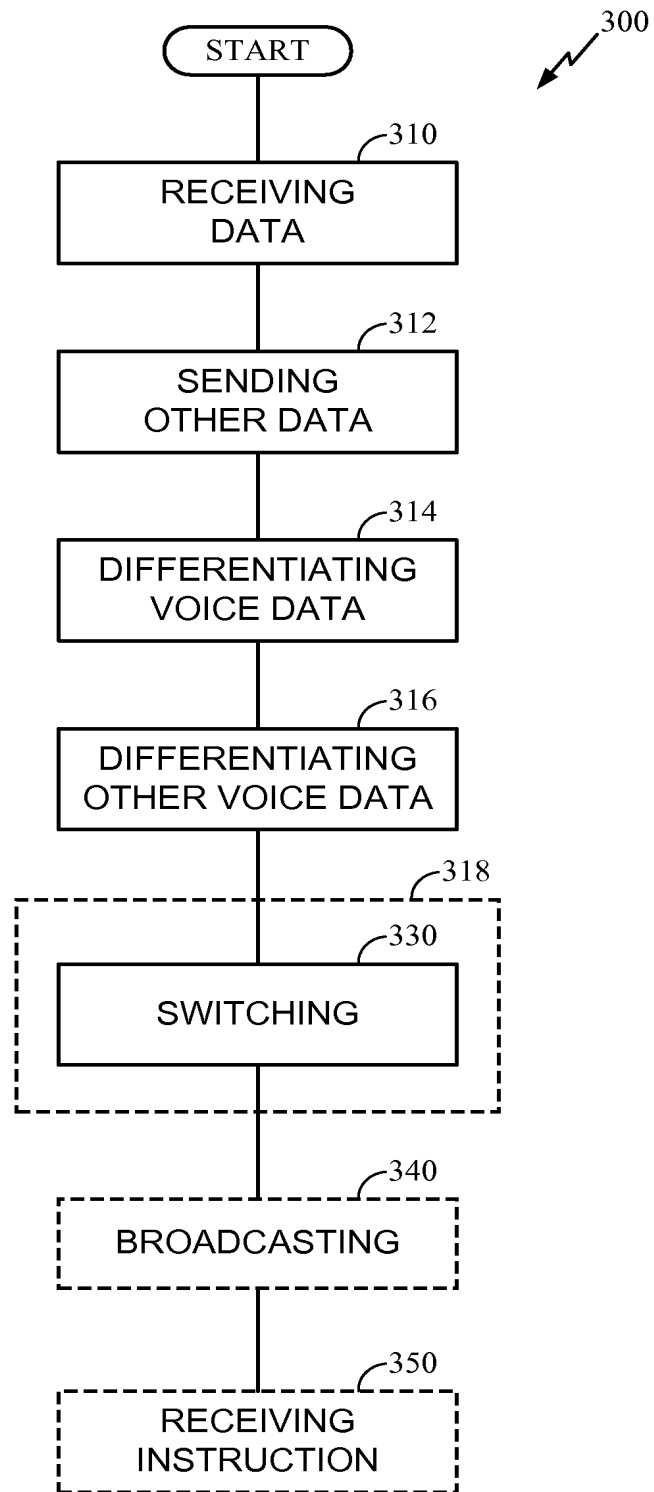 START
300
310
RECEIVING
DATA
312
SENDING
OTHER DATA
314
DIFFERENTIATING
VOICE DATA
316
DIFFERENTIATING
OTHER VOICE DATA
318
330
SWITCHING
340
BROADCASTING
350
RECEIVING
INSTRUCTION